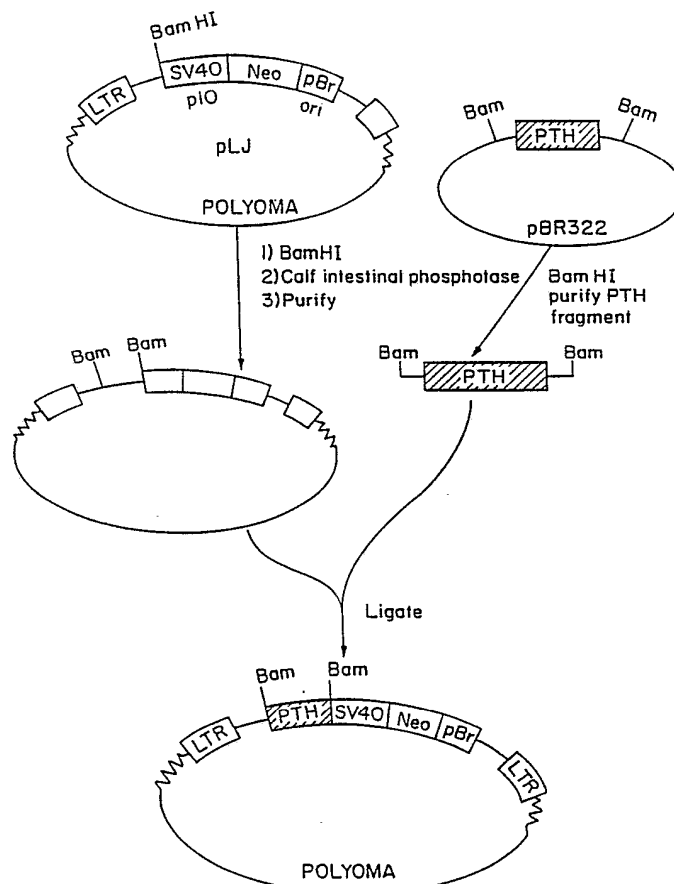 Bam HI
LTR
SV40
Neo
pBr
pIO
ori
pLJ
POLYOMA
Bam
Bam
PTH
pBR322
1) BamHI
2) Calf intestinal phosphotase
3) Purify
Bam HI
purify PTH
fragment
Bam
Bam
Bam
PTH
Bam
Ligate
Bam
Bam
PTH
SV40
Neo
pBr
LTR
LTR
POLYOMA